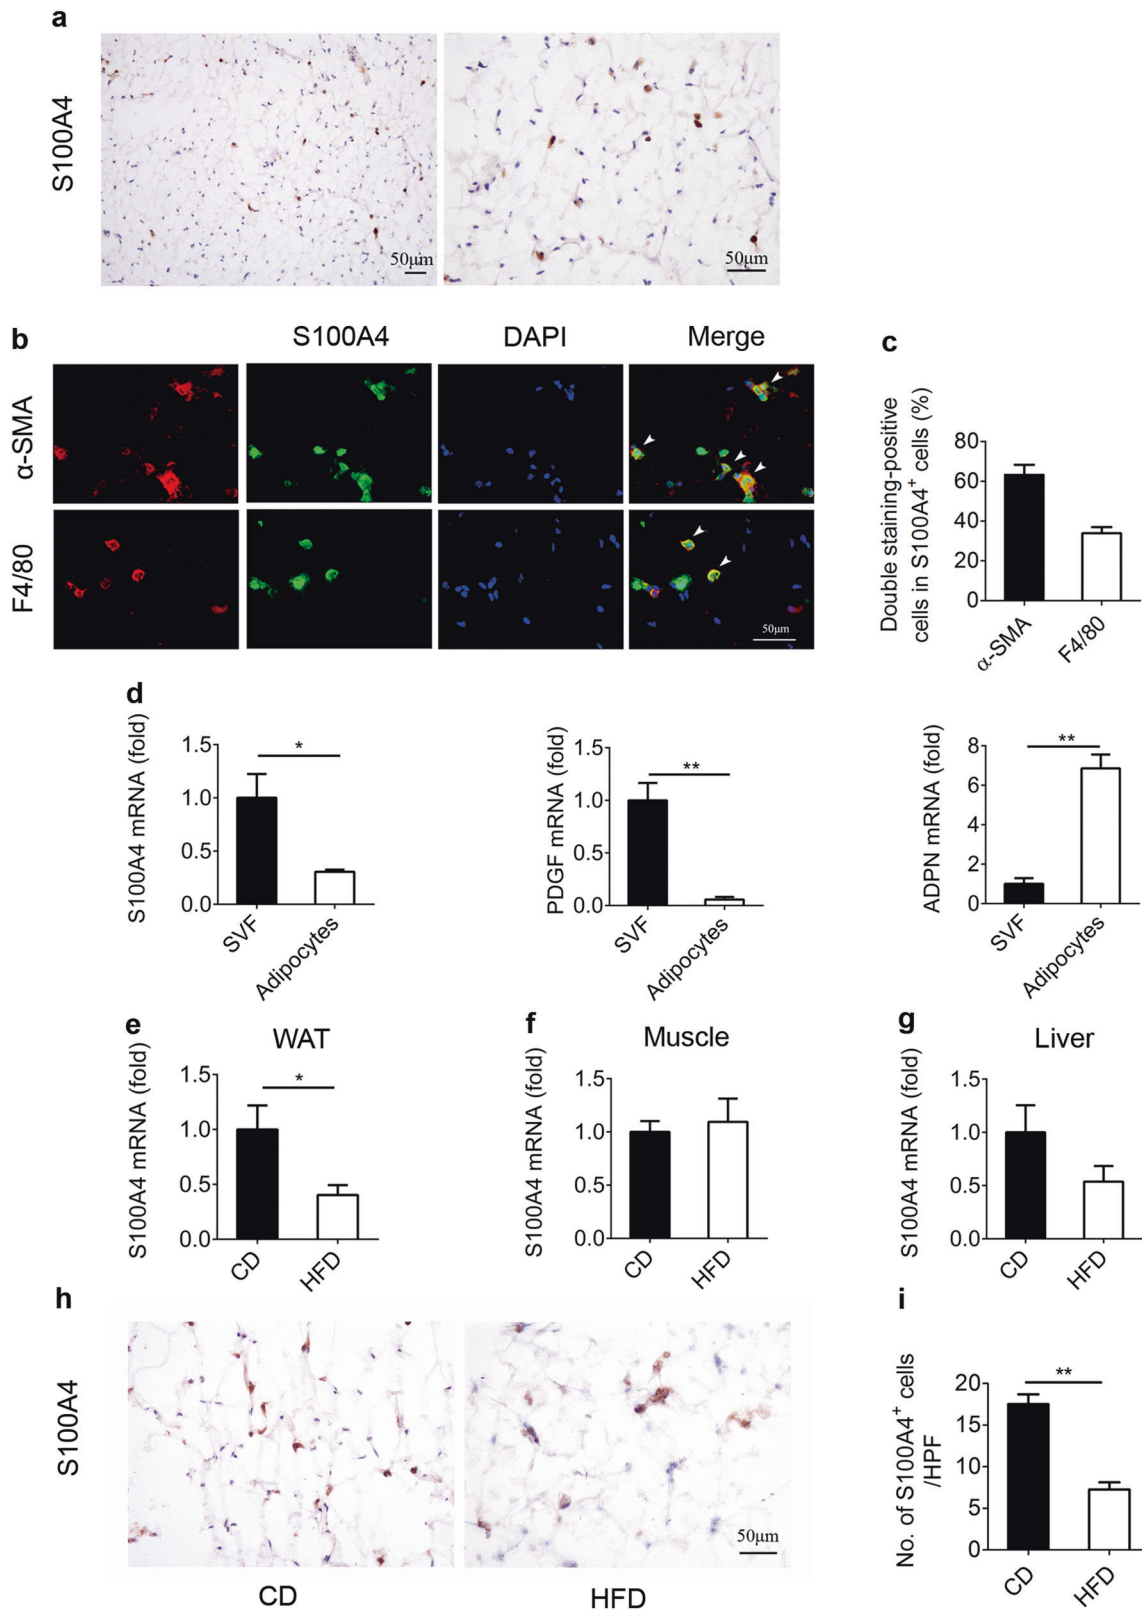 a
S100A4
50μm
50μm
b
S100A4
DAPI
Merge
α-SMA
F4/80
50μm
c
Double staining-positive
cells in S100A4⁺ cells (%)
80
60
40
20
0
α-SMA
F4/80
d
S100A4 mRNA (fold)
1.5
1.0
0.5
0.0
*
SVF
Adipocytes
PDGF mRNA (fold)
1.5
1.0
0.5
0.0
**
SVF
Adipocytes
ADPN mRNA (fold)
8
6
4
2
0
**
SVF
Adipocytes
e
WAT
S100A4 mRNA (fold)
1.5
1.0
0.5
0.0
*
CD
HFD
f
Muscle
S100A4 mRNA (fold)
1.5
1.0
0.5
0.0
CD
HFD
g
Liver
S100A4 mRNA (fold)
1.5
1.0
0.5
0.0
CD
HFD
h
S100A4
50μm
CD
HFD
i
No. of S100A4⁺ cells
/HPF
20
15
10
5
0
**
CD
HFD